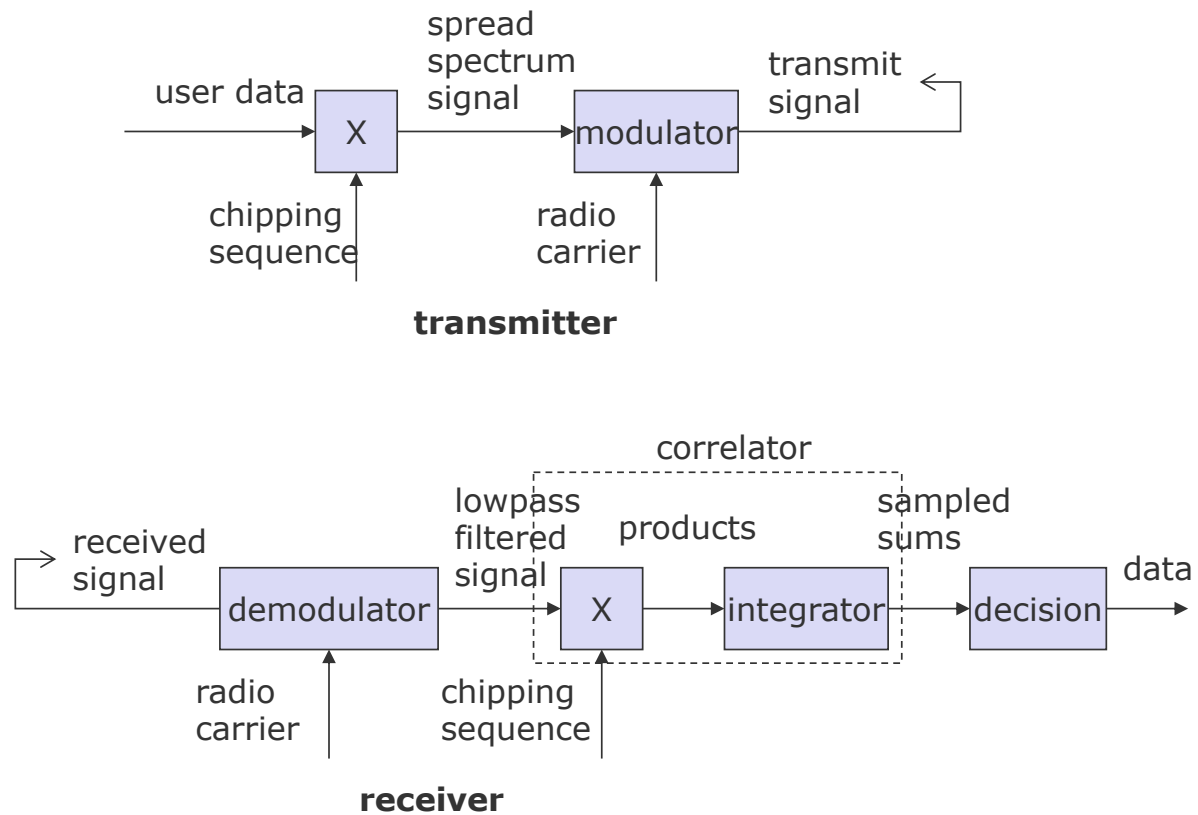 spread
spectrum
signal
user data
transmit
signal
X
modulator
chipping
sequence
radio
carrier
transmitter
correlator
lowpass
filtered
signal
products
sampled
sums
received
signal
data
demodulator
X
integrator
decision
radio
carrier
chipping
sequence
receiver